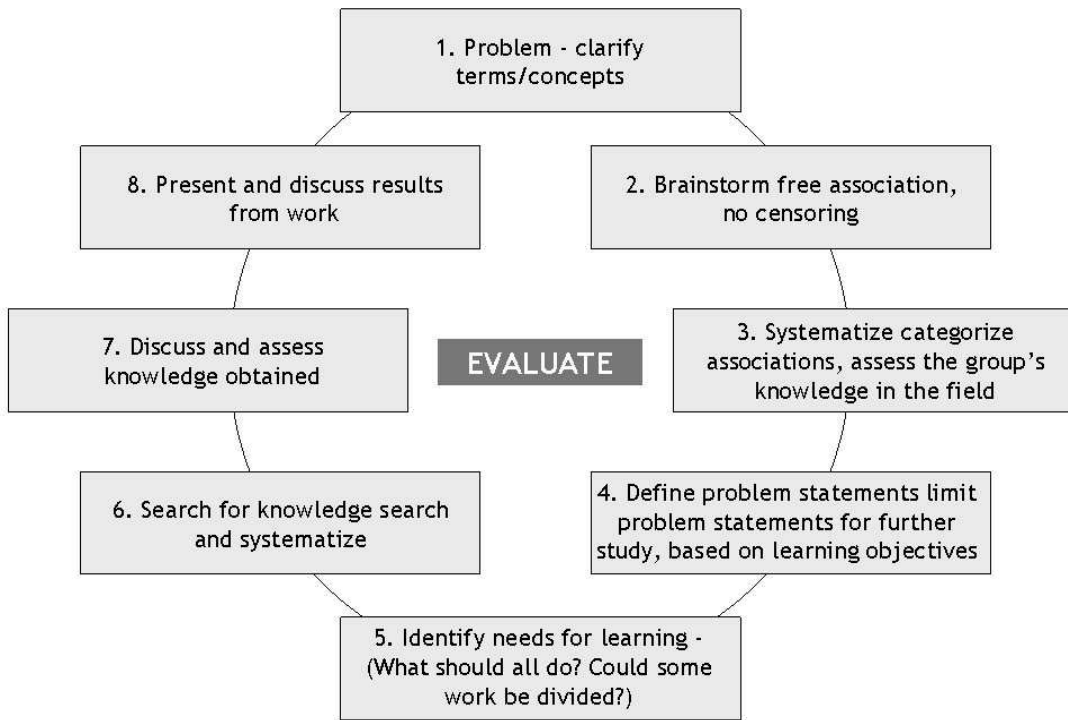 1. Problem - clarify
terms/concepts
2. Brainstorm free association,
no censoring
3. Systematize categorize
associations, assess the group's
knowledge in the field
4. Define problem statements limit
problem statements for further
study, based on learning objectives
5. Identify needs for learning -
(What should all do? Could some
work be divided?)
6. Search for knowledge search
and systematize
7. Discuss and assess
knowledge obtained
8. Present and discuss results
from work
EVALUATE